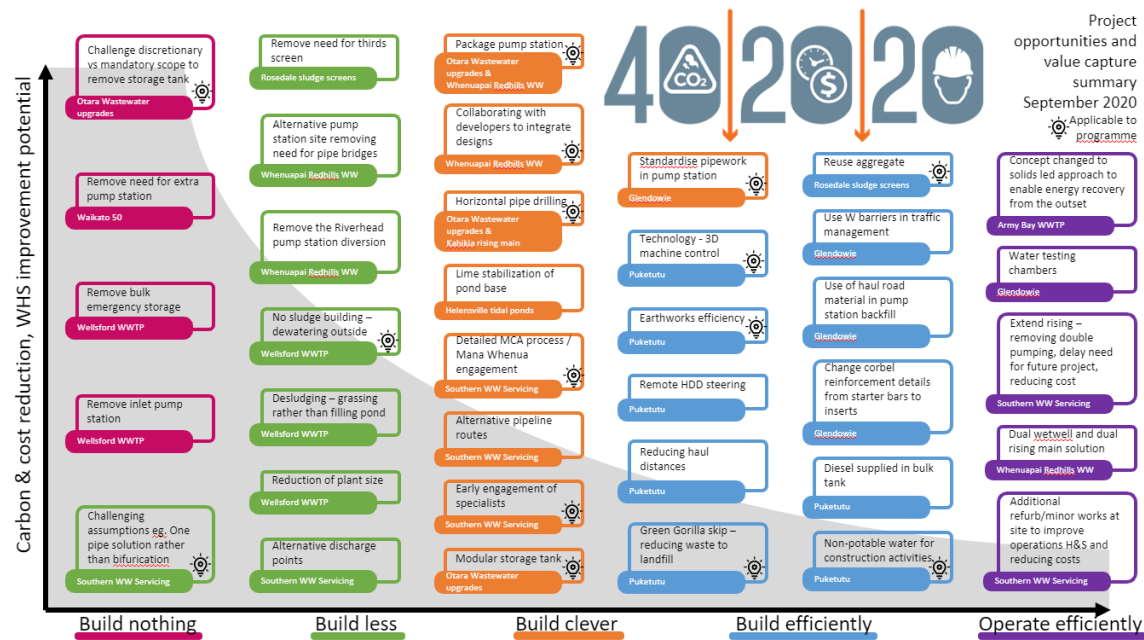 Project
opportunities and
value capture
summary
September 2020
Applicable to
programme
40 20 20
CO₂
$
Carbon & cost reduction, WHS improvement potential
Challenge discretionary
vs mandatory scope to
remove storage tank
Otara Wastewater
upgrades
Remove need for extra
pump station
Waikato 50
Remove bulk
emergency storage
Wellsford WWTP
Remove inlet pump
station
Wellsford WWTP
Challenging
assumptions eg. One
pipe solution rather
than bifurication
Southern WW Servicing
Remove need for thirds
screen
Rosedale sludge screens
Alternative pump
station site removing
need for pipe bridges
Whenuapai Redhills WW
Remove the Riverhead
pump station diversion
Whenuapai Redhills WW
No sludge building –
dewatering outside
Wellsford WWTP
Desludging – grassing
rather than filling pond
Wellsford WWTP
Reduction of plant size
Wellsford WWTP
Alternative discharge
points
Southern WW Servicing
Package pump station
Otara Wastewater
upgrades &
Whenuapai Redhills WW
Collaborating with
developers to integrate
designs
Whenuapai Redhills WW
Horizontal pipe drilling
Otara Wastewater
upgrades &
Kahikia rising main
Lime stabilization of
pond base
Helensville tidal ponds
Detailed MCA process /
Mana Whenua
engagement
Southern WW Servicing
Alternative pipeline
routes
Southern WW Servicing
Early engagement of
specialists
Southern WW Servicing
Modular storage tank
Otara Wastewater
upgrades
Standardise pipework
in pump station
Glendowie
Technology - 3D
machine control
Puketutu
Earthworks efficiency
Puketutu
Remote HDD steering
Puketutu
Reducing haul
distances
Puketutu
Green Gorilla skip –
reducing waste to
landfill
Puketutu
Reuse aggregate
Rosedale sludge screens
Use W barriers in traffic
management
Glendowie
Use of haul road
material in pump
station backfill
Glendowie
Change corbel
reinforcement details
from starter bars to
inserts
Glendowie
Diesel supplied in bulk
tank
Puketutu
Non-potable water for
construction activities
Puketutu
Concept changed to
solids led approach to
enable energy recovery
from the outset
Army Bay WWTP
Water testing
chambers
Glendowie
Extend rising –
removing double
pumping, delay need
for future project,
reducing cost
Southern WW Servicing
Dual wetwell and dual
rising main solution
Whenuapai Redhills WW
Additional
refurb/minor works at
site to improve
operations H&S and
reducing costs
Southern WW Servicing
Build nothing
Build less
Build clever
Build efficiently
Operate efficiently